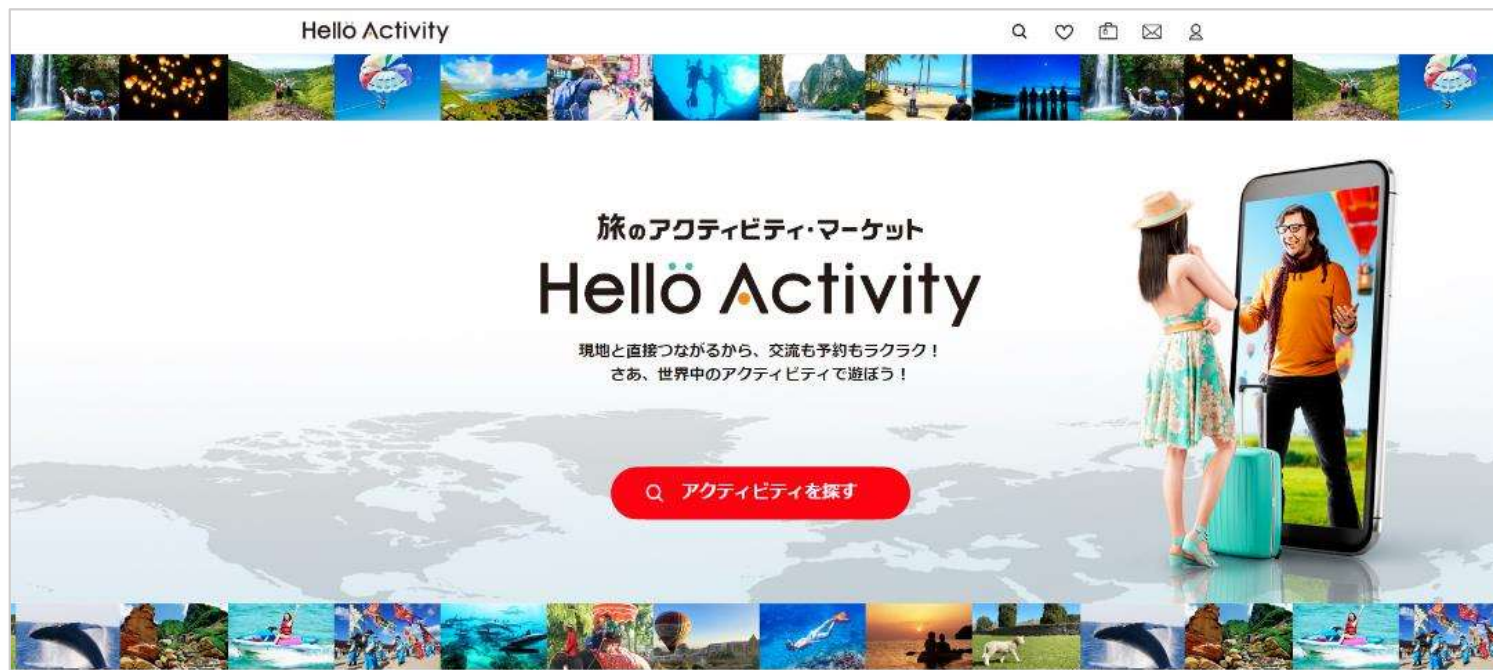 Hellö Activity
旅のアクティビティ・マーケット
Hellö Activity
現地と直接つながるから、交流も予約もラクラク！
さあ、世界中のアクティビティで遊ぼう！
アクティビティを探す